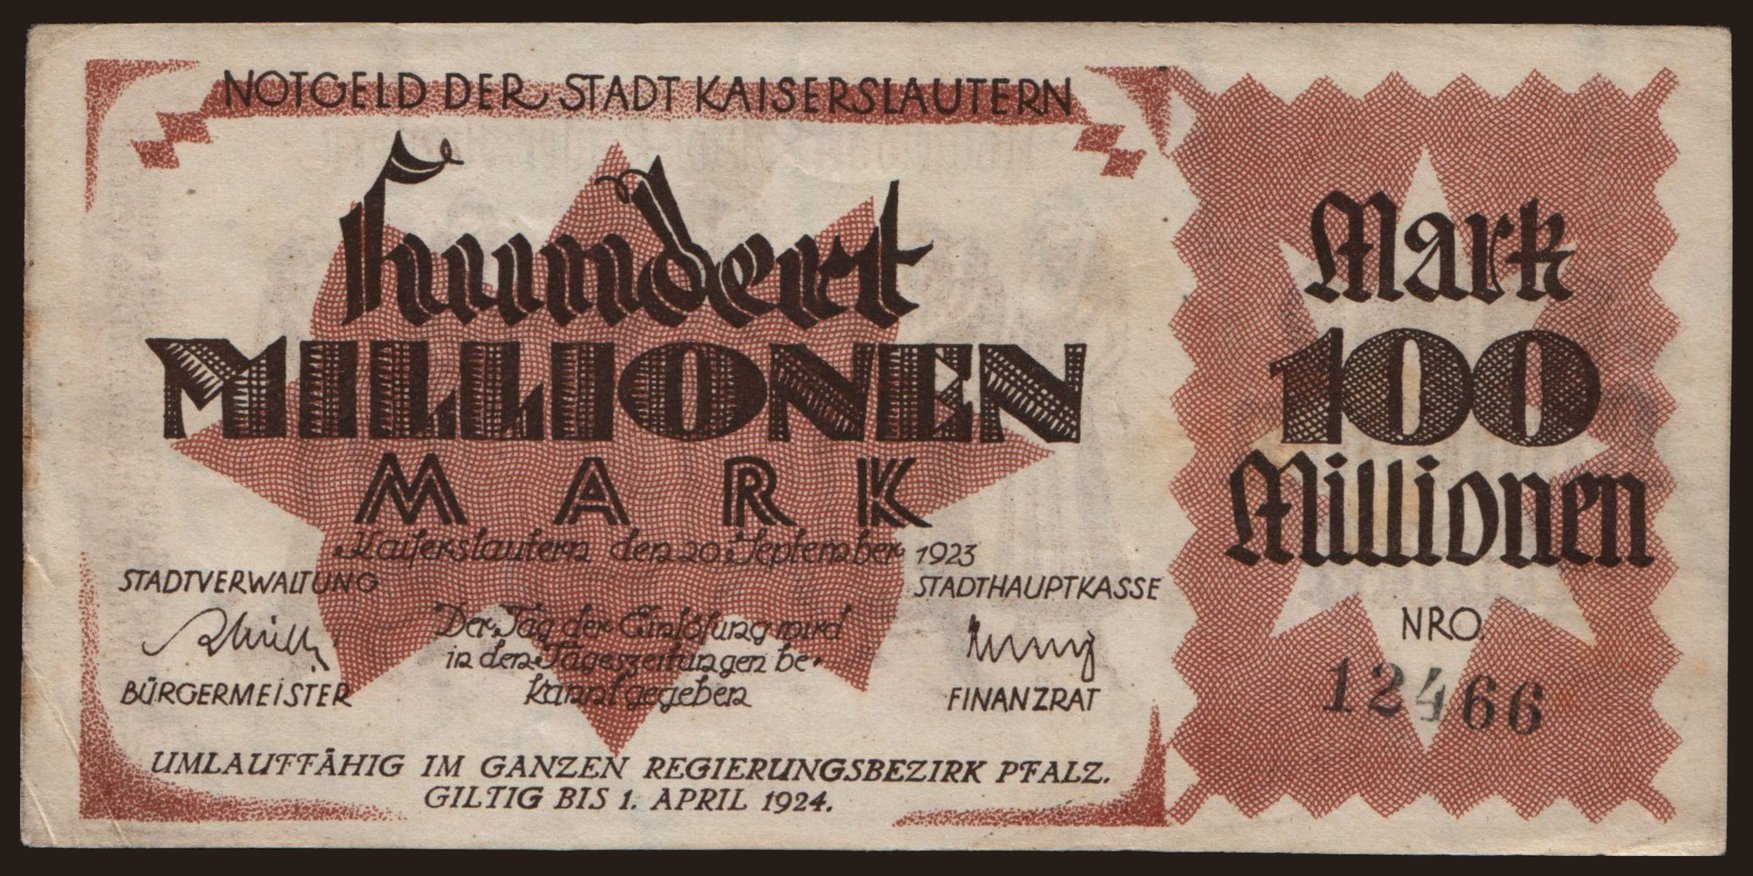 NOTGELD DER STADT KAISERSLAUTERN
hundert
MILLIONEN
MARK
Kaiserslautern den 20. September 1923
STADTVERWALTUNG
BÜRGERMEISTER
Der Tag der Einlösung wird
in den Tageszeitungen be-
kannt gegeben
STADTHAUPTKASSE
FINANZRAT
UMLAUFFÄHIG IM GANZEN REGIERUNGSBEZIRK PFALZ.
GILTIG BIS 1. APRIL 1924.
Mark
100
Millionen
NRO.
12466